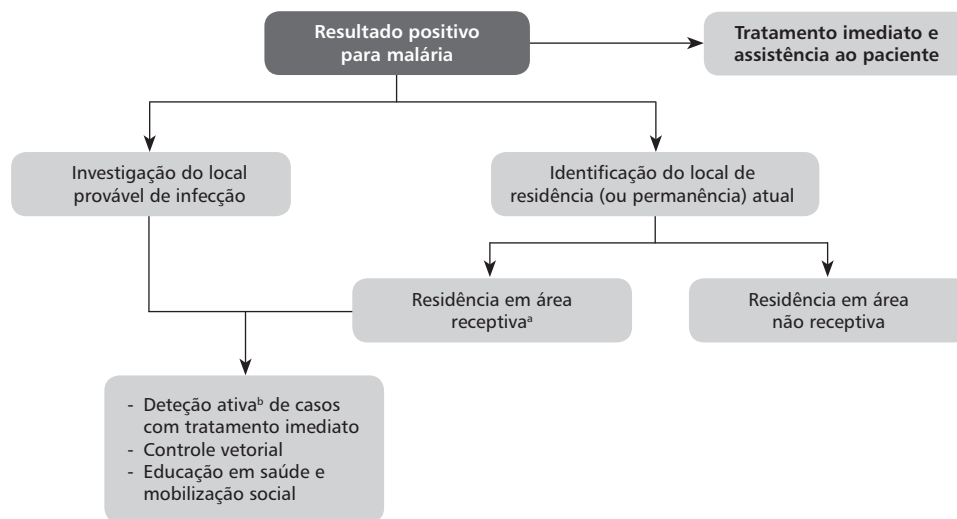 Resultado positivo
para malária
Tratamento imediato e
assistência ao paciente
Investigação do local
provável de infecção
Identificação do local de
residência (ou permanência) atual
Residência em área
receptivaᵃ
Residência em área
não receptiva
- Deteção ativaᵇ de casos
com tratamento imediato
- Controle vetorial
- Educação em saúde e
mobilização social